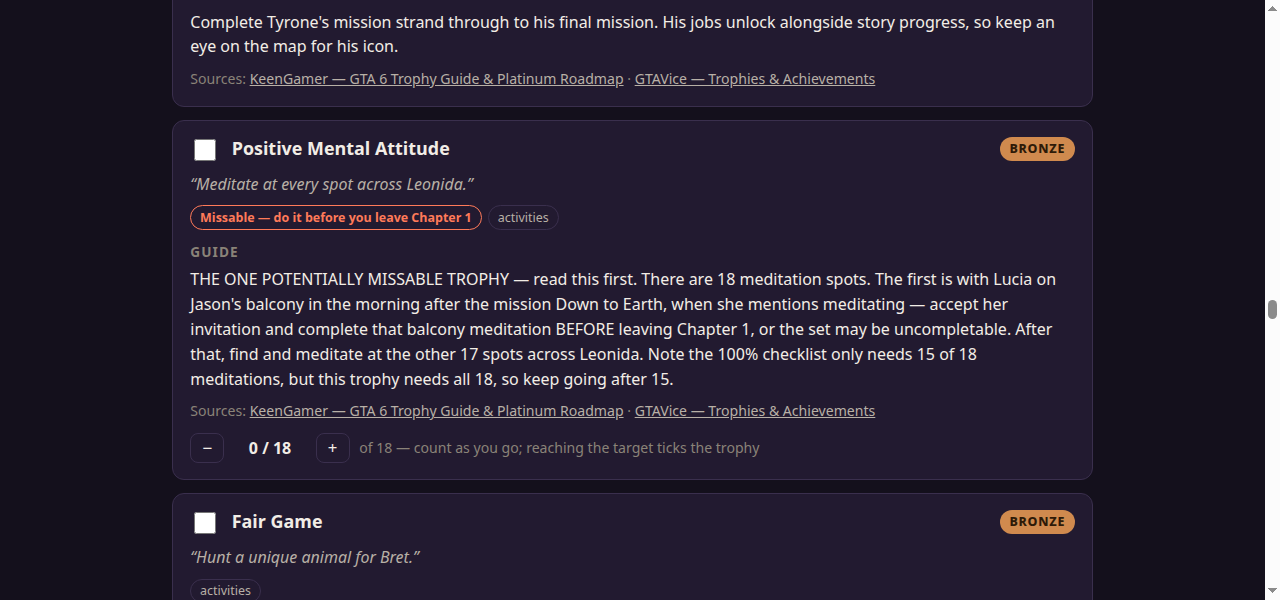 Complete Tyrone's mission strand through to his final mission. His jobs unlock alongside story progress, so keep an
eye on the map for his icon.
Sources: KeenGamer — GTA 6 Trophy Guide & Platinum Roadmap · GTAVice — Trophies & Achievements
Positive Mental Attitude
BRONZE
“Meditate at every spot across Leonida.”
Missable — do it before you leave Chapter 1
activities
GUIDE
THE ONE POTENTIALLY MISSABLE TROPHY — read this first. There are 18 meditation spots. The first is with Lucia on
Jason's balcony in the morning after the mission Down to Earth, when she mentions meditating — accept her
invitation and complete that balcony meditation BEFORE leaving Chapter 1, or the set may be uncompletable. After
that, find and meditate at the other 17 spots across Leonida. Note the 100% checklist only needs 15 of 18
meditations, but this trophy needs all 18, so keep going after 15.
Sources: KeenGamer — GTA 6 Trophy Guide & Platinum Roadmap · GTAVice — Trophies & Achievements
− 0 / 18 + of 18 — count as you go; reaching the target ticks the trophy
Fair Game
BRONZE
“Hunt a unique animal for Bret.”
activities